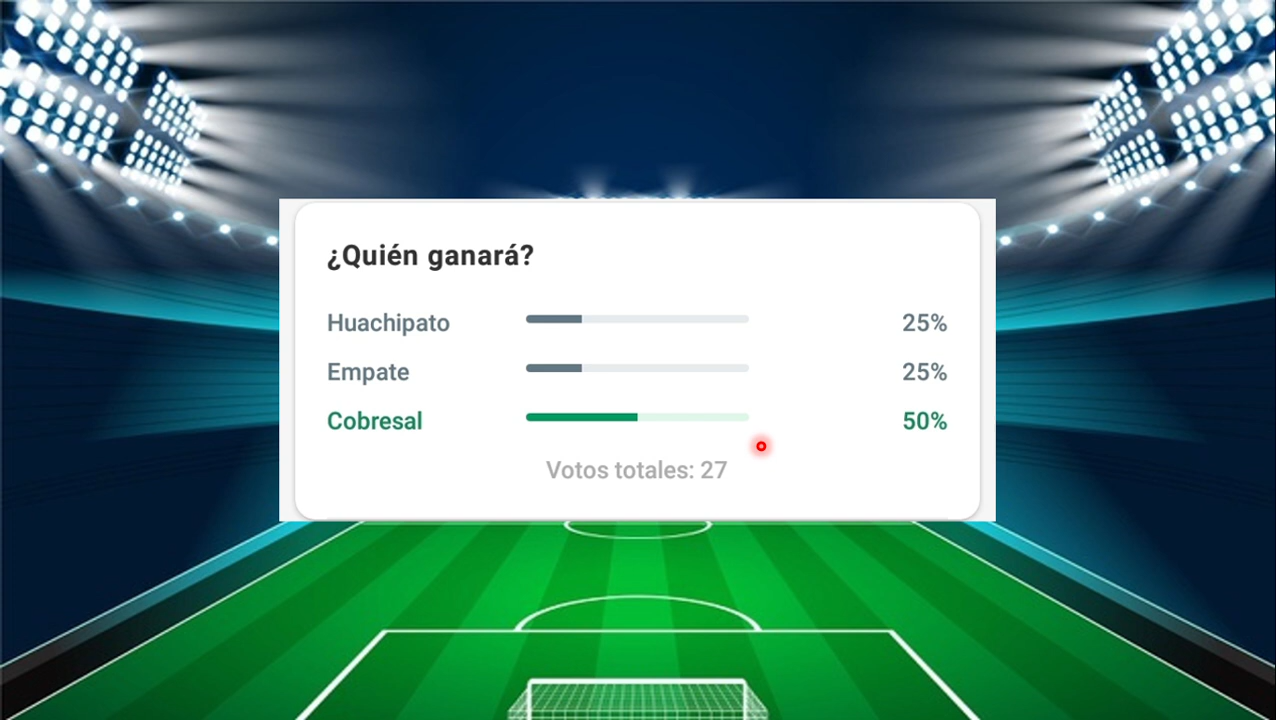 ¿Quién ganará?
Huachipato 25%
Empate 25%
Cobresal 50%
Votos totales: 27